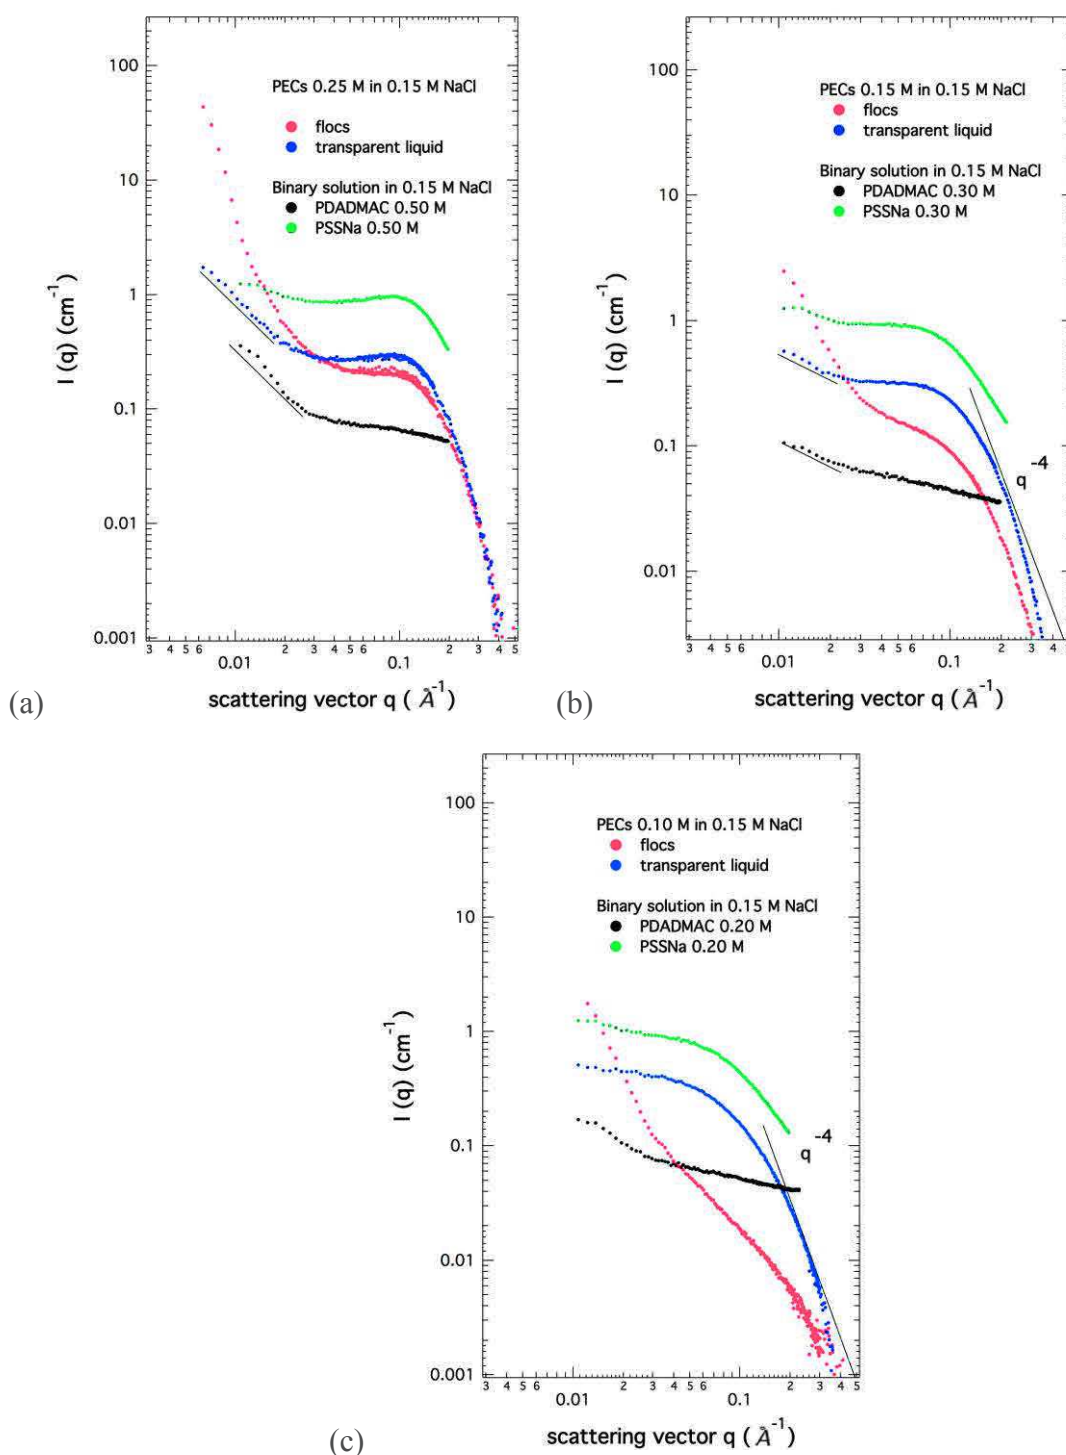 PECs 0.25 M in 0.15 M NaCl
flocs
transparent liquid
Binary solution in 0.15 M NaCl
PDADMAC 0.50 M
PSSNa 0.50 M
100
10
1
0.1
0.01
0.001
I (q) (cm⁻¹)
3 4 5 6 0.01 2 3 4 5 6 0.1 2 3 4 5
scattering vector q ( Å⁻¹)
(a)
PECs 0.15 M in 0.15 M NaCl
flocs
transparent liquid
Binary solution in 0.15 M NaCl
PDADMAC 0.30 M
PSSNa 0.30 M
100
10
1
0.1
0.01
I (q) (cm⁻¹)
q⁻⁴
3 4 5 6 0.01 2 3 4 5 6 0.1 2 3 4 5
scattering vector q ( Å⁻¹)
(b)
PECs 0.10 M in 0.15 M NaCl
flocs
transparent liquid
Binary solution in 0.15 M NaCl
PDADMAC 0.20 M
PSSNa 0.20 M
100
10
1
0.1
0.01
0.001
I (q) (cm⁻¹)
q⁻⁴
3 4 5 6 0.01 2 3 4 5 6 0.1 2 3 4 5
scattering vector q ( Å⁻¹)
(c)